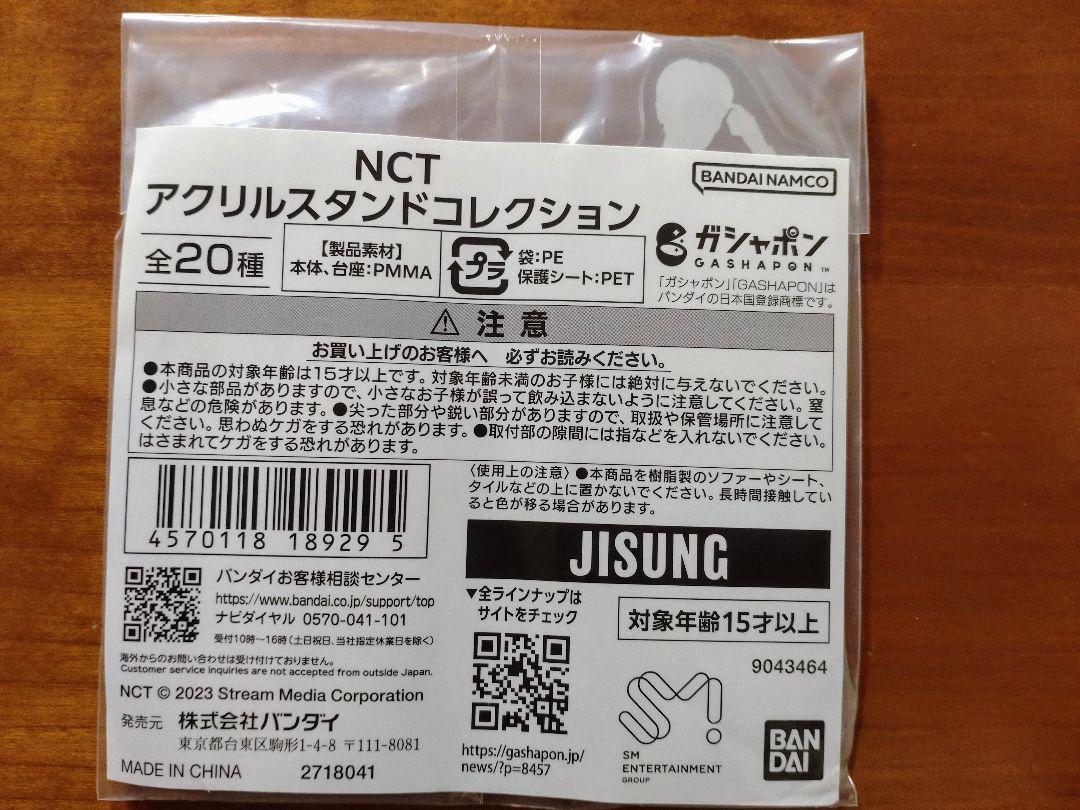 NCT
アクリルスタンドコレクション
BANDAI NAMCO
ガシャポン
GASHAPON™
「ガシャポン」「GASHAPON」は
バンダイの日本国登録商標です。
全20種
【製品素材】
本体、台座:PMMA
プラ
袋:PE
保護シート:PET
⚠ 注意
お買い上げのお客様へ 必ずお読みください。
●本商品の対象年齢は15才以上です。対象年齢未満のお子様には絶対に与えないでください。
●小さな部品がありますので、小さなお子様が誤って飲み込まないように注意してください。窒
息などの危険があります。●尖った部分や鋭い部分がありますので、取扱や保管場所に注意して
ください。思わぬケガをする恐れがあります。●取付部の隙間には指などを入れないでください。
はさまれてケガをする恐れがあります。
〈使用上の注意〉●本商品を樹脂製のソファーやシート、
タイルなどの上に置かないでください。長時間接触してい
ると色が移る場合があります。
4570118 18929 5
JISUNG
バンダイお客様相談センター
https://www.bandai.co.jp/support/top
ナビダイヤル 0570-041-101
受付10時～16時(土日祝日、当社指定休業日を除く)
海外からのお問い合わせは受け付けておりません。
Customer service inquiries are not accepted from outside Japan.
NCT © 2023 Stream Media Corporation
発売元 株式会社バンダイ
東京都台東区駒形1-4-8 〒111-8081
MADE IN CHINA 2718041
▼全ラインナップは
サイトをチェック
https://gashapon.jp/
news/?p=8457
対象年齢15才以上
9043464
SM
ENTERTAINMENT
GROUP
BAN
DAI